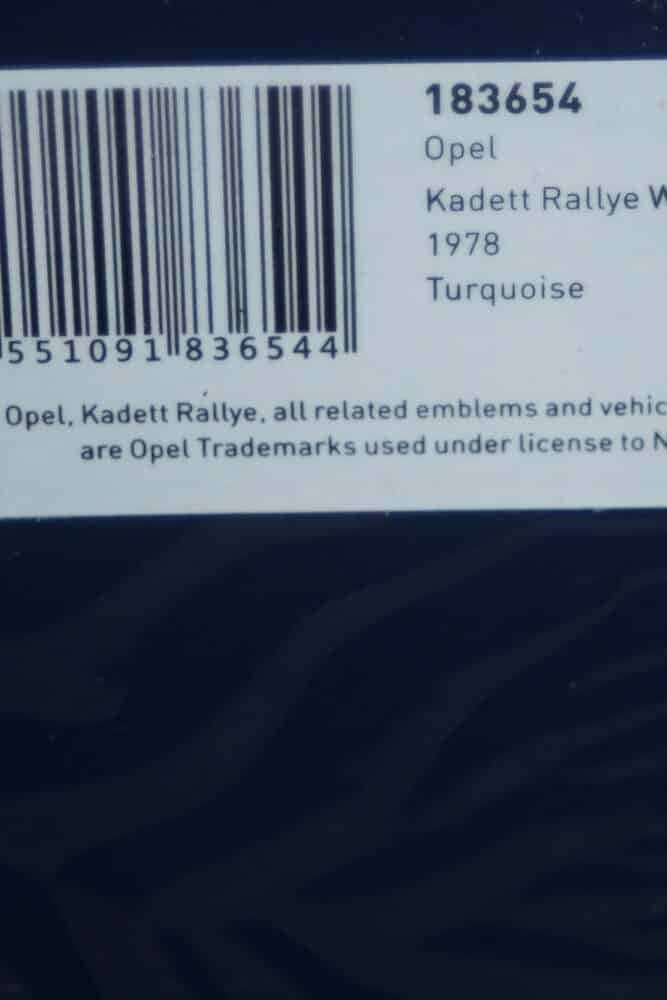 183654
Opel
Kadett Rallye W
1978
Turquoise
551091 836544
Opel, Kadett Rallye, all related emblems and vehic
are Opel Trademarks used under license to N